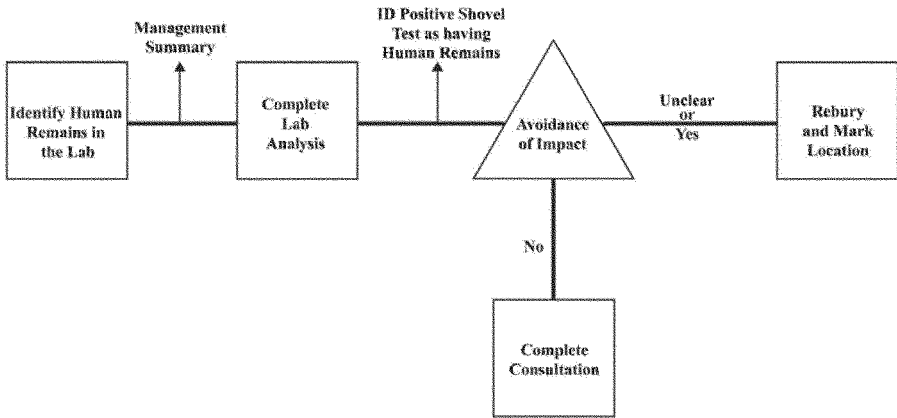 Management
Summary
ID Positive Shovel
Test as having
Human Remains
Identify Human
Remains in
the Lab
Complete
Lab
Analysis
Avoidance
of Impact
Unclear
or
Yes
Rebury
and Mark
Location
No
Complete
Consultation